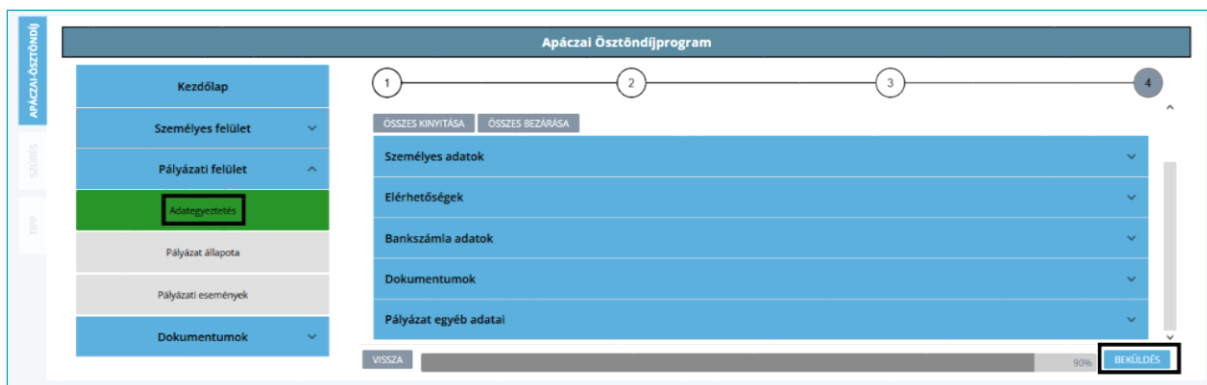 APÁCZAI-ÖSZTÖNDÍJ
SZŰRÉS
TIPP
Apáczai Ösztöndíjprogram
Kezdőlap
Személyes felület
Pályázati felület
Adategyeztetés
Pályázat állapota
Pályázati események
Dokumentumok
1 2 3 4
ÖSSZES KINYITÁSA ÖSSZES BEZÁRÁSA
Személyes adatok
Elérhetőségek
Bankszámla adatok
Dokumentumok
Pályázat egyéb adatai
VISSZA 90% BEKÜLDÉS